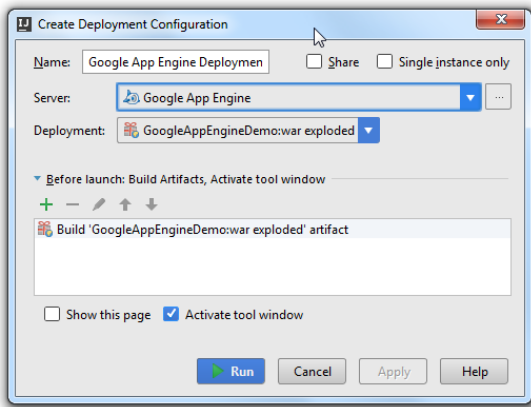 Create Deployment Configuration
Name: Google App Engine Deploymen Share Single instance only
Server: Google App Engine ...
Deployment: GoogleAppEngineDemo:war exploded
Before launch: Build Artifacts, Activate tool window
Build 'GoogleAppEngineDemo:war exploded' artifact
Show this page Activate tool window
Run Cancel Apply Help